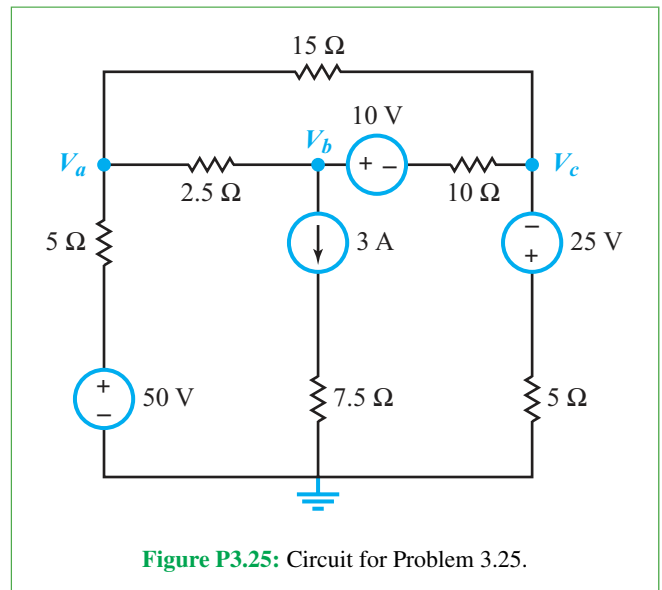 15 Ω
10 V
V_b
V_a
+ −
V_c
2.5 Ω
10 Ω
5 Ω
3 A
−
+
25 V
+
−
50 V
7.5 Ω
5 Ω
Figure P3.25: Circuit for Problem 3.25.